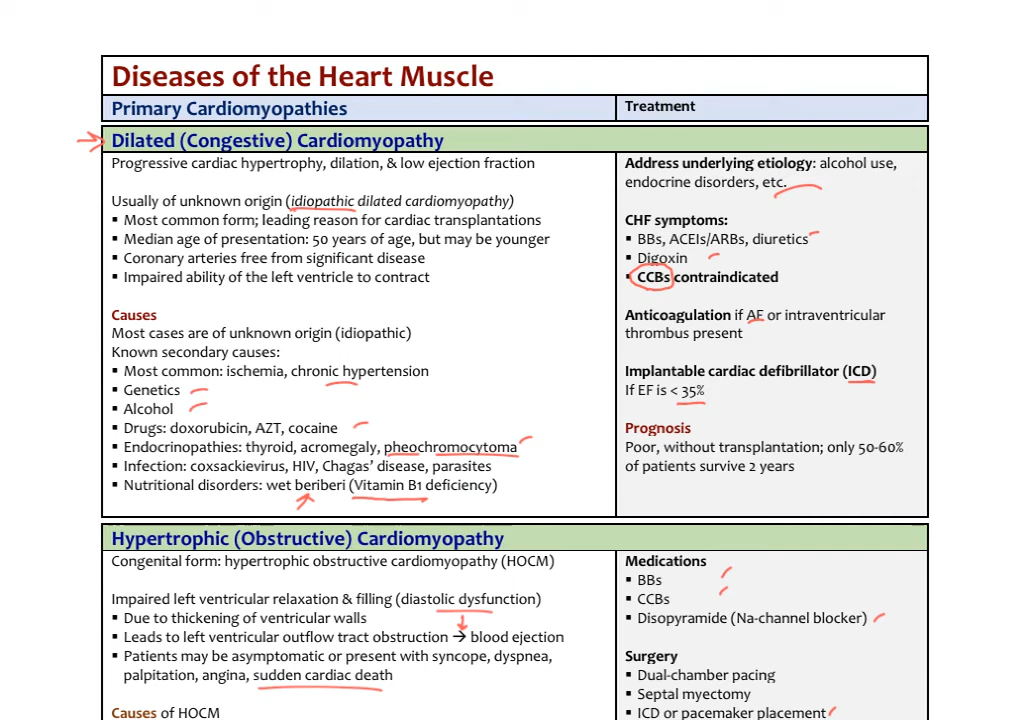 Diseases of the Heart Muscle
Primary Cardiomyopathies
Treatment
Dilated (Congestive) Cardiomyopathy
Progressive cardiac hypertrophy, dilation, & low ejection fraction
Usually of unknown origin (idiopathic dilated cardiomyopathy)
▪ Most common form; leading reason for cardiac transplantations
▪ Median age of presentation: 50 years of age, but may be younger
▪ Coronary arteries free from significant disease
▪ Impaired ability of the left ventricle to contract
Causes
Most cases are of unknown origin (idiopathic)
Known secondary causes:
▪ Most common: ischemia, chronic hypertension
▪ Genetics
▪ Alcohol
▪ Drugs: doxorubicin, AZT, cocaine
▪ Endocrinopathies: thyroid, acromegaly, pheochromocytoma
▪ Infection: coxsackievirus, HIV, Chagas' disease, parasites
▪ Nutritional disorders: wet beriberi (Vitamin B1 deficiency)
Address underlying etiology: alcohol use,
endocrine disorders, etc.
CHF symptoms:
▪ BBs, ACEIs/ARBs, diuretics
▪ Digoxin
▪ CCBs contraindicated
Anticoagulation if AF or intraventricular
thrombus present
Implantable cardiac defibrillator (ICD)
If EF is < 35%
Prognosis
Poor, without transplantation; only 50-60%
of patients survive 2 years
Hypertrophic (Obstructive) Cardiomyopathy
Congenital form: hypertrophic obstructive cardiomyopathy (HOCM)
Impaired left ventricular relaxation & filling (diastolic dysfunction)
▪ Due to thickening of ventricular walls
▪ Leads to left ventricular outflow tract obstruction → blood ejection
▪ Patients may be asymptomatic or present with syncope, dyspnea,
palpitation, angina, sudden cardiac death
Causes of HOCM
Medications
▪ BBs
▪ CCBs
▪ Disopyramide (Na-channel blocker)
Surgery
▪ Dual-chamber pacing
▪ Septal myectomy
▪ ICD or pacemaker placement